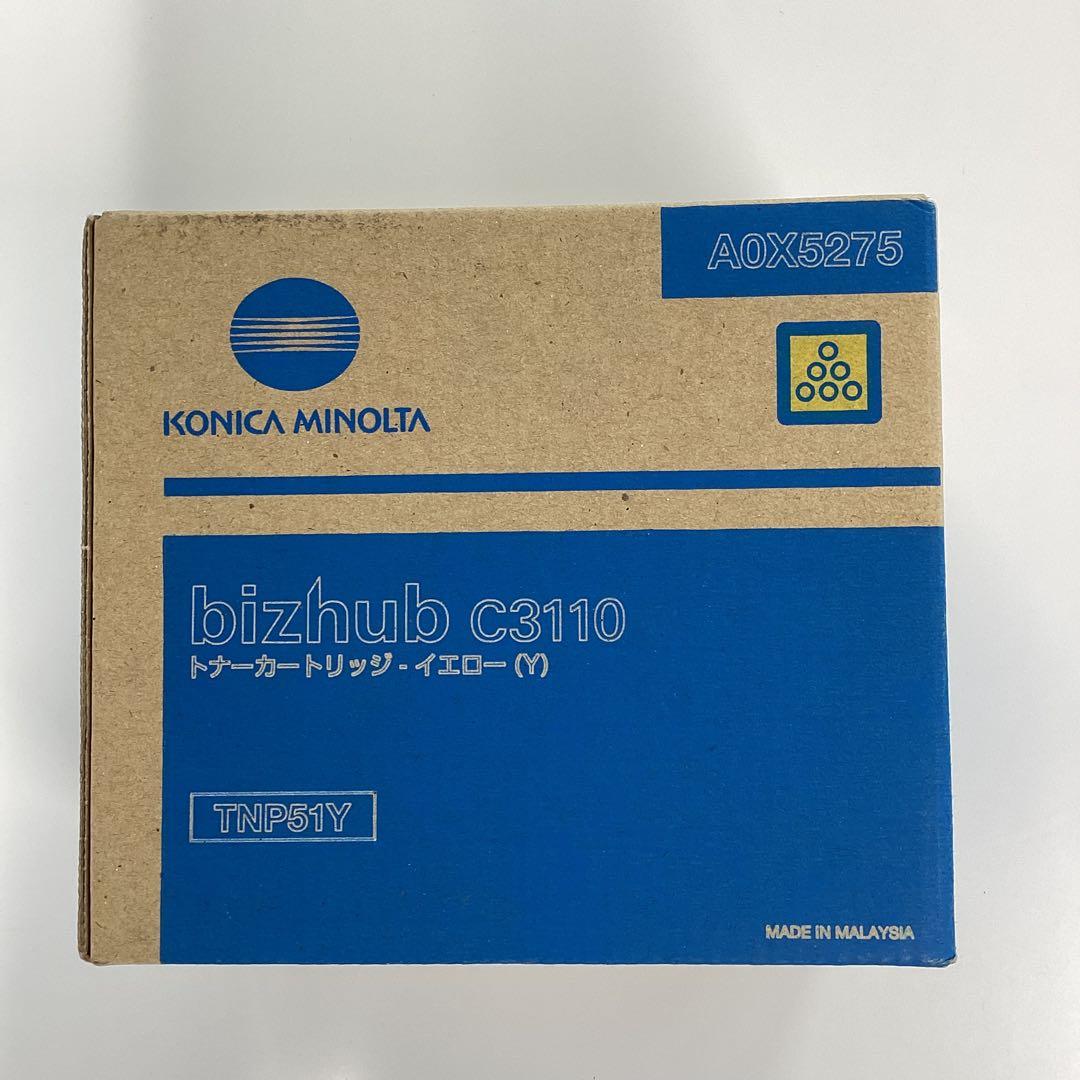 A0X5275
KONICA MINOLTA
bizhub C3110
トナーカートリッジ - イエロー (Y)
TNP51Y
MADE IN MALAYSIA